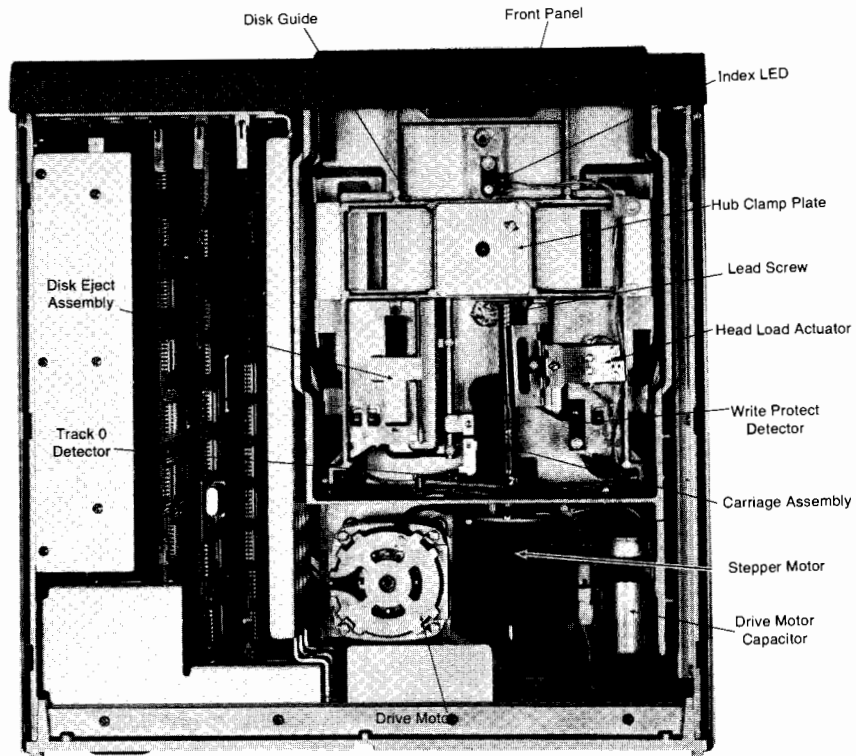 Disk Guide
Front Panel
Index LED
Hub Clamp Plate
Lead Screw
Disk Eject
Assembly
Head Load Actuator
Write Protect
Detector
Track 0
Detector
Carriage Assembly
Stepper Motor
Drive Motor
Capacitor
Drive Motor